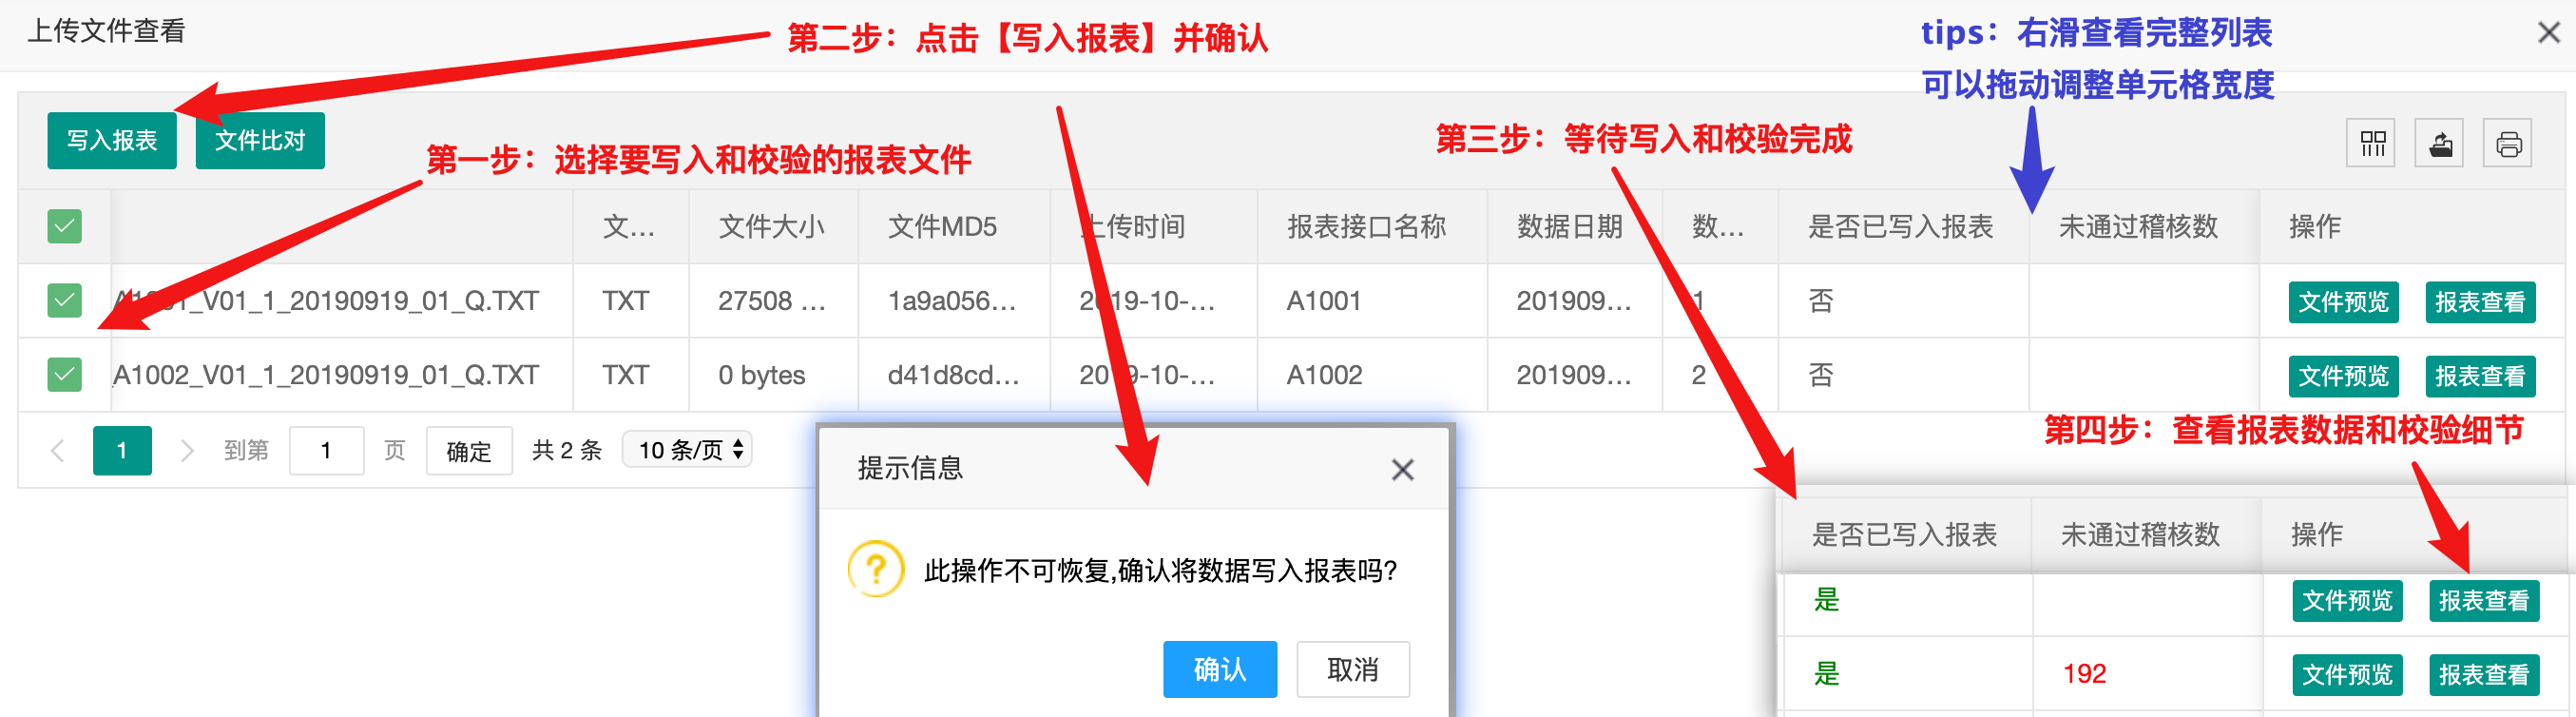 上传文件查看
第二步：点击【写入报表】并确认
tips：右滑查看完整列表
可以拖动调整单元格宽度
写入报表 文件比对
第一步：选择要写入和校验的报表文件
第三步：等待写入和校验完成
文... 文件大小 文件MD5 上传时间 报表接口名称 数据日期 数... 是否已写入报表 未通过稽核数 操作
A1001_V01_1_20190919_01_Q.TXT TXT 27508 ... 1a9a056... 2019-10-... A1001 201909... 1 否 文件预览 报表查看
A1002_V01_1_20190919_01_Q.TXT TXT 0 bytes d41d8cd... 2019-10-... A1002 201909... 2 否 文件预览 报表查看
1 到第 1 页 确定 共 2 条 10 条/页
第四步：查看报表数据和校验细节
提示信息
此操作不可恢复,确认将数据写入报表吗?
确认 取消
是否已写入报表 未通过稽核数 操作
是 文件预览 报表查看
是 192 文件预览 报表查看